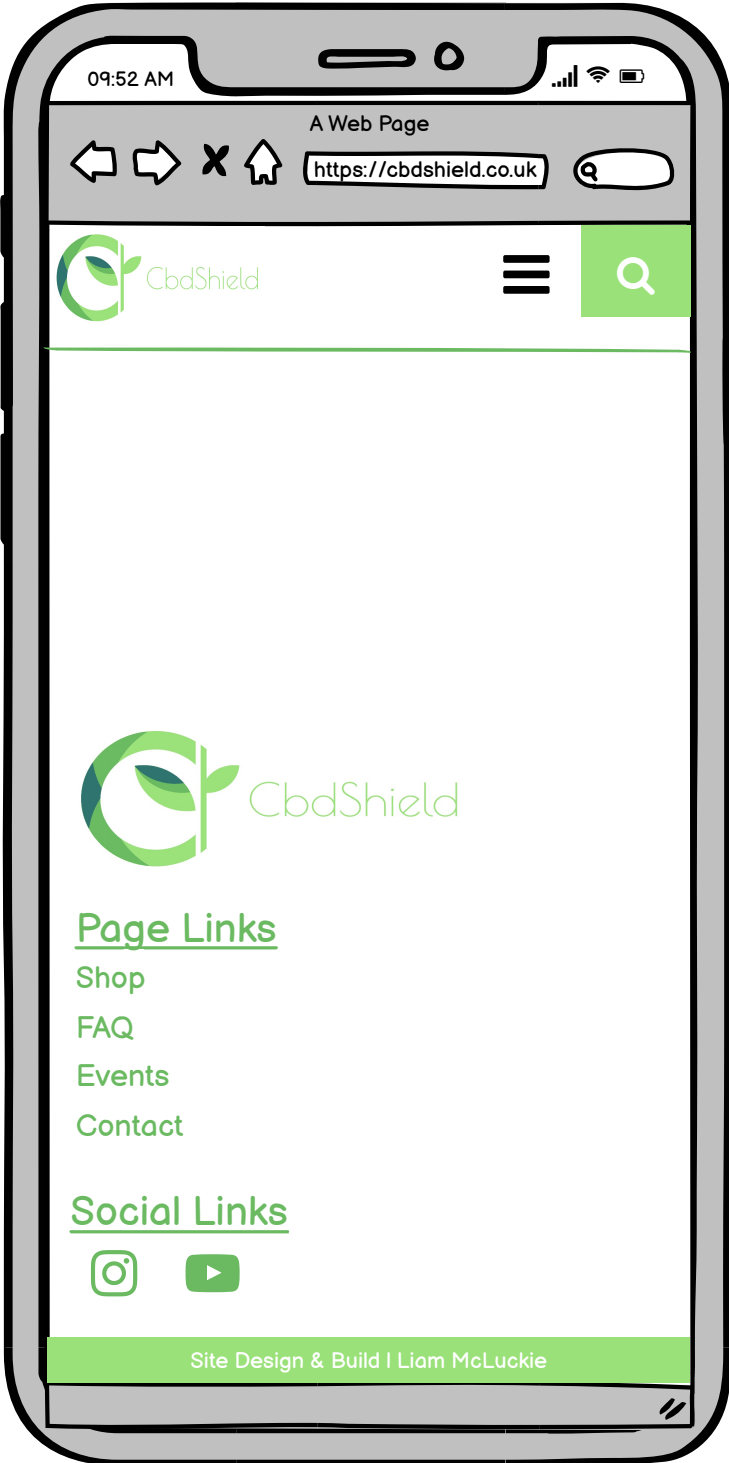 09:52 AM
A Web Page
https://cbdshield.co.uk
CbdShield
CbdShield
Page Links
Shop
FAQ
Events
Contact
Social Links
Site Design & Build | Liam McLuckie